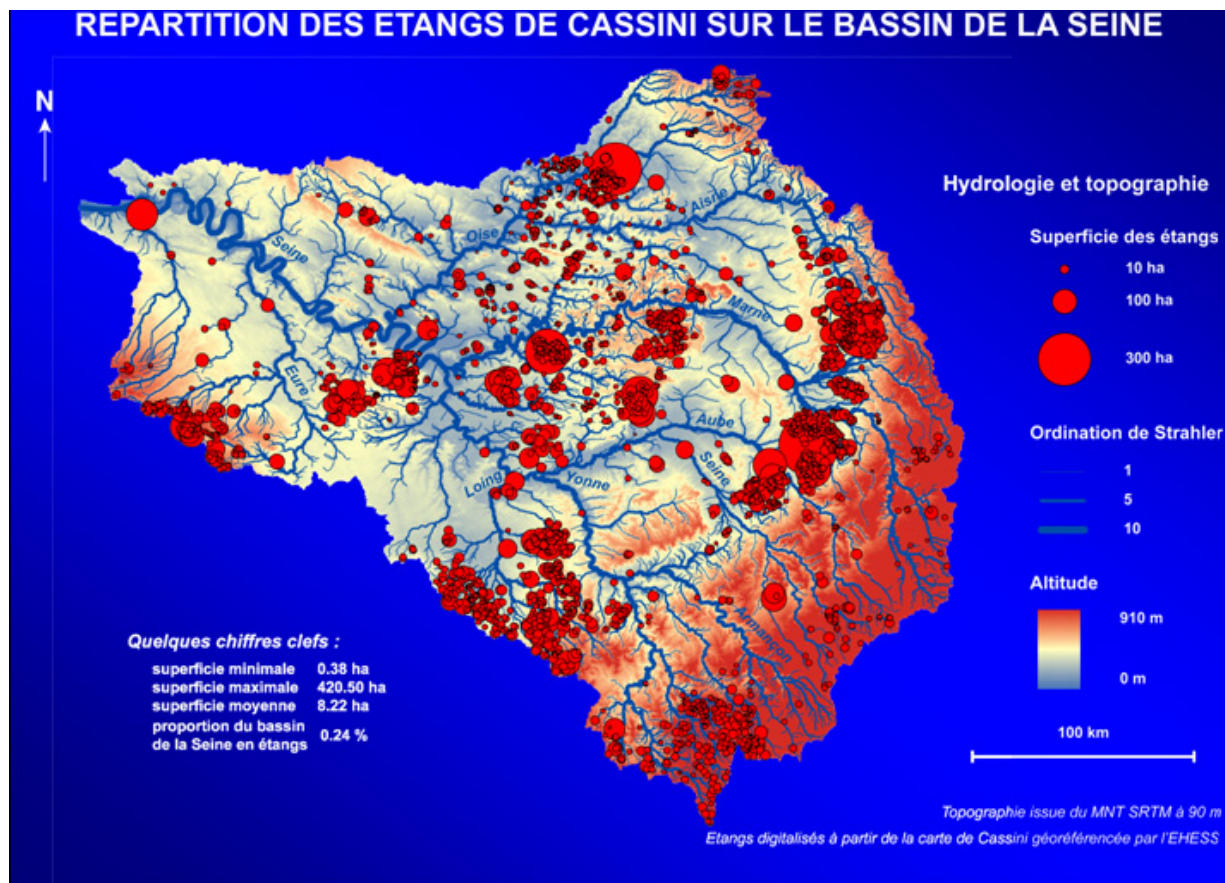 REPARTITION DES ETANGS DE CASSINI SUR LE BASSIN DE LA SEINE
N
Hydrologie et topographie
Superficie des étangs
10 ha
100 ha
300 ha
Ordination de Strahler
1
5
10
Altitude
910 m
0 m
100 km
Seine
Oise
Aisne
Marne
Eure
Aube
Seine
Loing
Yonne
Armançon
Quelques chiffres clefs :
superficie minimale 0.38 ha
superficie maximale 420.50 ha
superficie moyenne 8.22 ha
proportion du bassin
de la Seine en étangs 0.24 %
Topographie issue du MNT SRTM à 90 m
Etangs digitalisés à partir de la carte de Cassini géoréférencée par l'EHESS